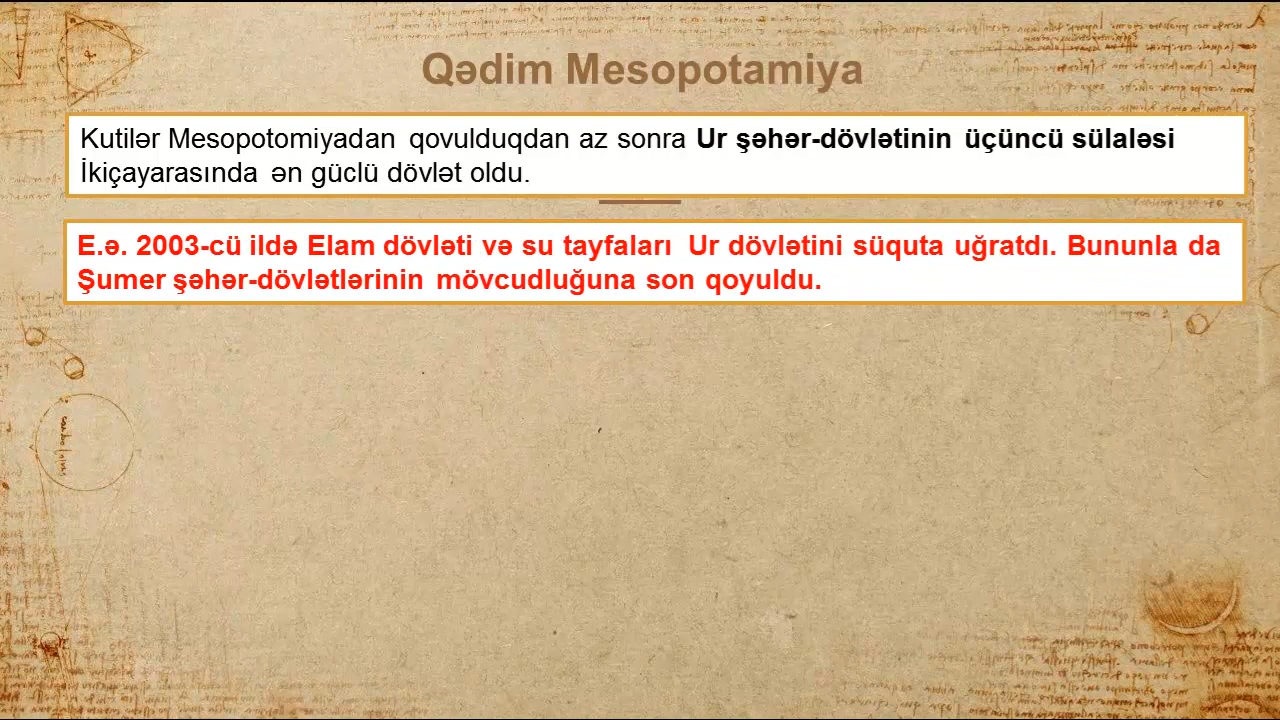 Qədim Mesopotamiya
Kutilər Mesopotomiyadan qovulduqdan az sonra Ur şəhər-dövlətinin üçüncü sülaləsi
İkiçayarasında ən güclü dövlət oldu.
E.ə. 2003-cü ildə Elam dövləti və su tayfaları Ur dövlətini süquta uğratdı. Bununla da
Şumer şəhər-dövlətlərinin mövcudluğuna son qoyuldu.